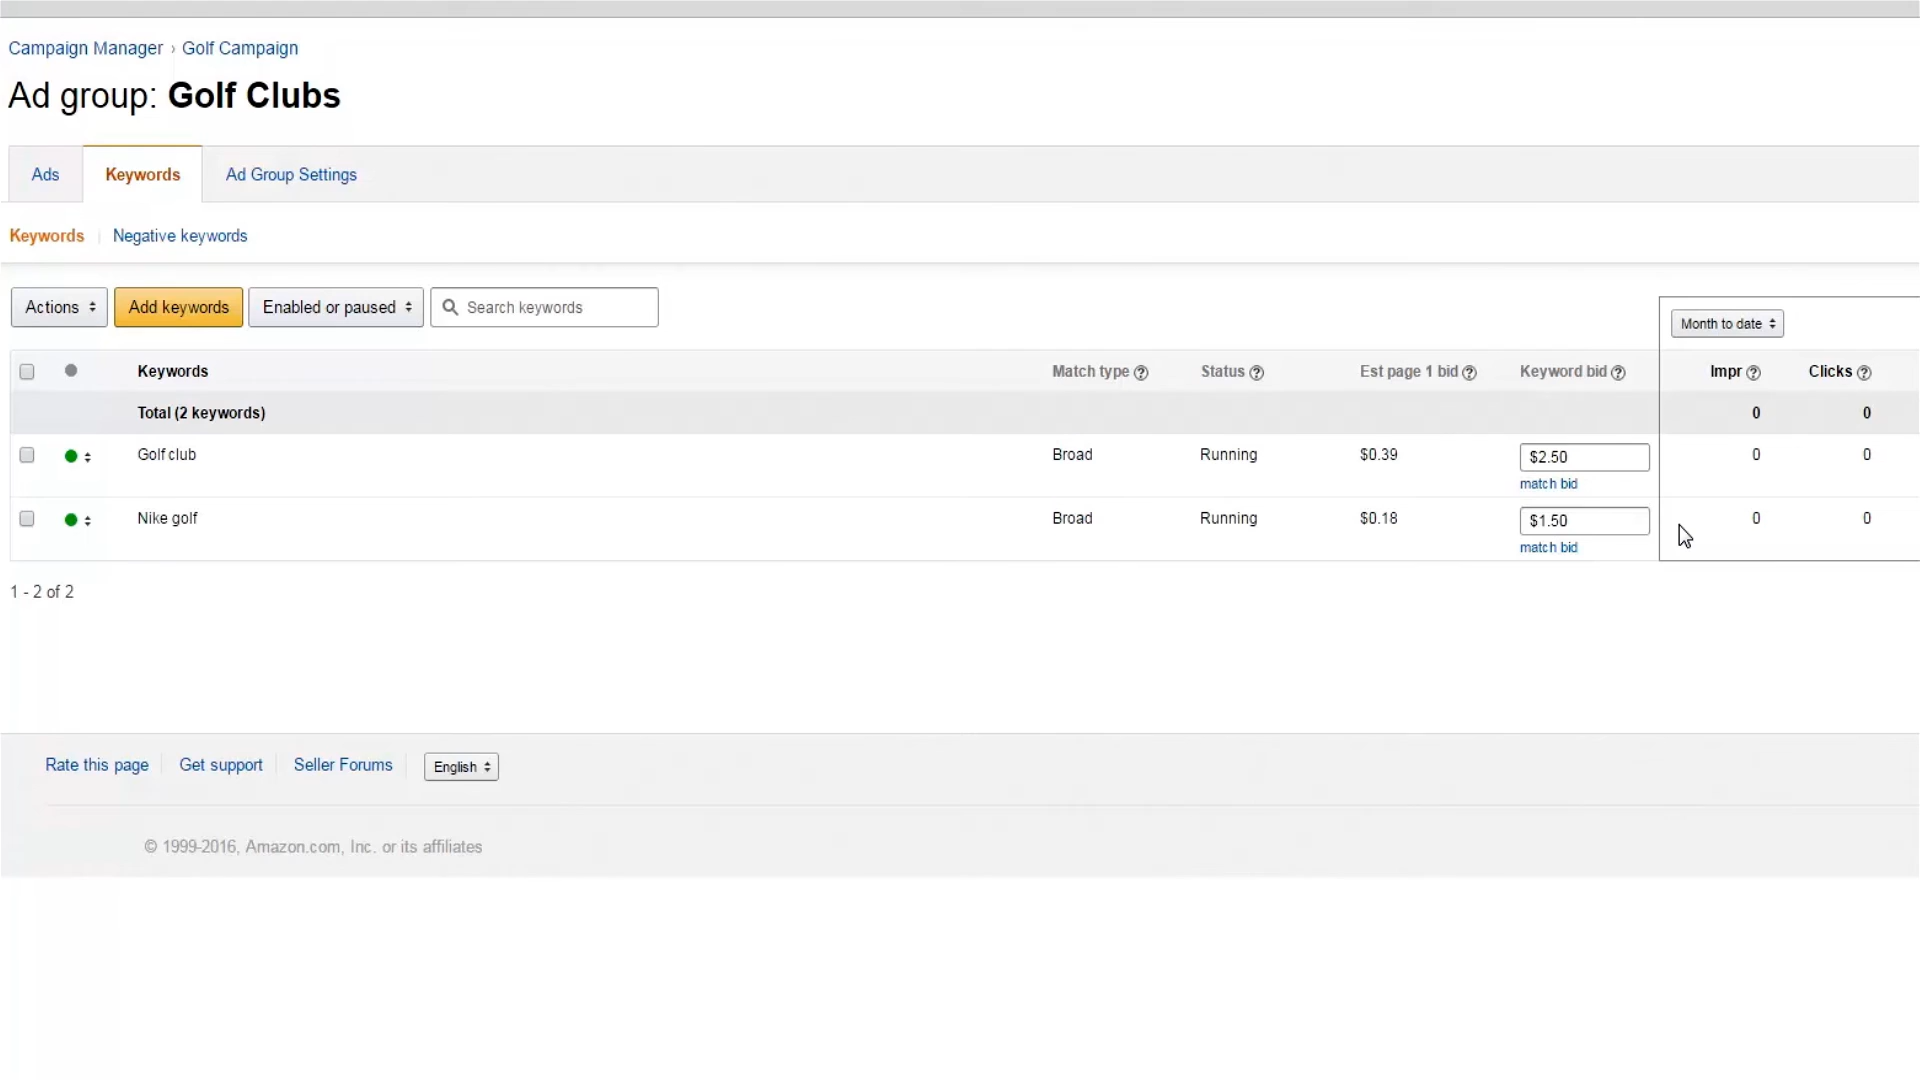 Campaign Manager › Golf Campaign
Ad group: Golf Clubs
Ads Keywords Ad Group Settings
Keywords Negative keywords
Actions Add keywords Enabled or paused Search keywords
Month to date
Keywords Match type ? Status ? Est page 1 bid ? Keyword bid ? Impr ? Clicks ?
Total (2 keywords) 0 0
Golf club Broad Running $0.39 $2.50 0 0
match bid
Nike golf Broad Running $0.18 $1.50 0 0
match bid
1 - 2 of 2
Rate this page Get support Seller Forums English
© 1999-2016, Amazon.com, Inc. or its affiliates